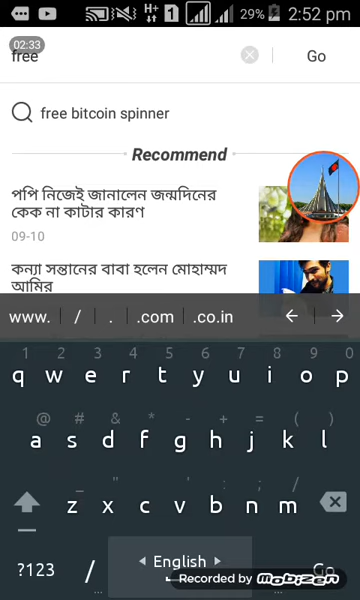 H+
1
29%
2:52 pm
02:33
free
Go
free bitcoin spinner
Recommend
পপি নিজেই জানালেন জন্মদিনের
কেক না কাটার কারণ
09-10
কন্যা সন্তানের বাবা হলেন মোহাম্মদ
আমির
www. / . .com .co.in
1 2 3 4 5 6 7 8 9 0
q w e r t y u i o p
@ # & * - + = ( )
a s d f g h j k l
_ " ' : ; /
z x c v b n m
?123 / English Go
Recorded by Mobizen